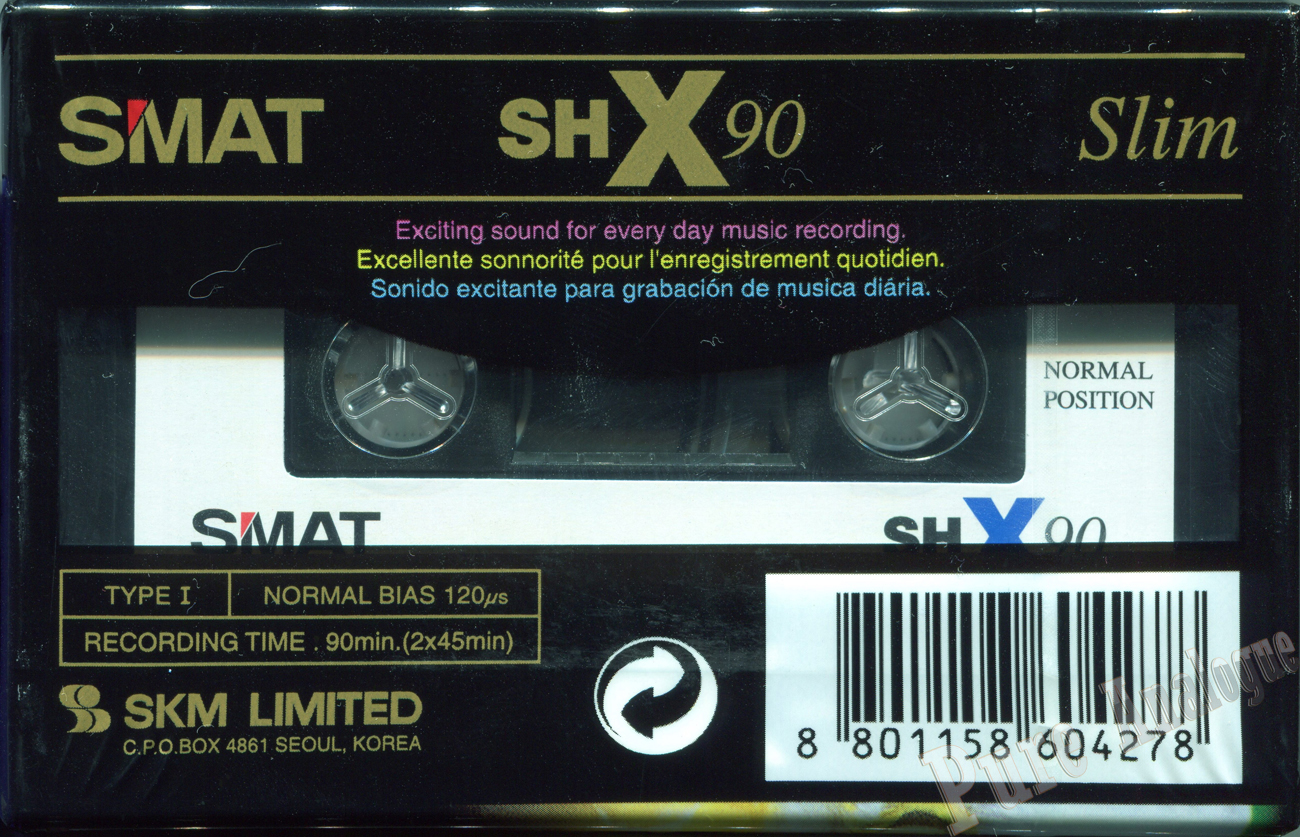 SMAT SHX90 Slim
Exciting sound for every day music recording.
Excellente sonnorité pour l'enregistrement quotidien.
Sonido excitante para grabación de musica diária.
NORMAL
POSITION
SMAT SHX90
TYPE I NORMAL BIAS 120µs
RECORDING TIME . 90min.(2x45min)
SKM LIMITED
C.P.O.BOX 4861 SEOUL, KOREA
8 801158 604278
Pure Analogue